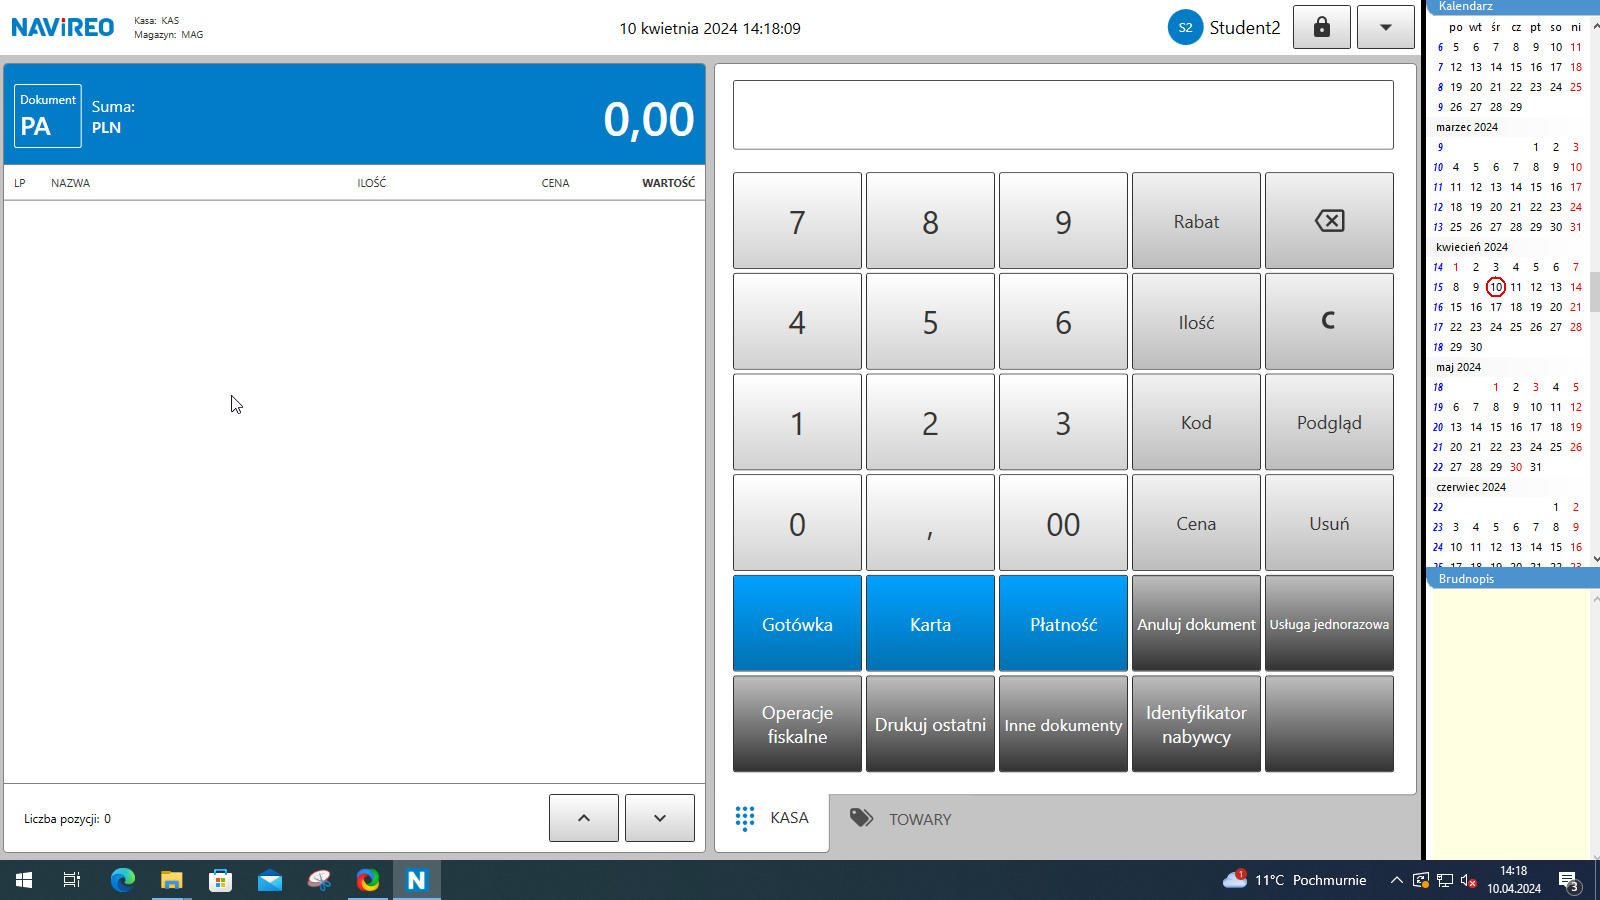 NAVIREO
Kasa: KAS
Magazyn: MAG
10 kwietnia 2024 14:18:09
S2
Student2
Dokument
PA
Suma:
PLN
0,00
LP NAZWA ILOŚĆ CENA WARTOŚĆ
Liczba pozycji: 0
7 8 9 Rabat
4 5 6 Ilość C
1 2 3 Kod Podgląd
0 , 00 Cena Usuń
Gotówka Karta Płatność Anuluj dokument Usługa jednorazowa
Operacje fiskalne
Drukuj ostatni
Inne dokumenty
Identyfikator nabywcy
KASA
TOWARY
Kalendarz
po wt śr cz pt so ni
6 5 6 7 8 9 10 11
7 12 13 14 15 16 17 18
8 19 20 21 22 23 24 25
9 26 27 28 29
marzec 2024
9 1 2 3
10 4 5 6 7 8 9 10
11 11 12 13 14 15 16 17
12 18 19 20 21 22 23 24
13 25 26 27 28 29 30 31
kwiecień 2024
14 1 2 3 4 5 6 7
15 8 9 10 11 12 13 14
16 15 16 17 18 19 20 21
17 22 23 24 25 26 27 28
18 29 30
maj 2024
18 1 2 3 4 5
19 6 7 8 9 10 11 12
20 13 14 15 16 17 18 19
21 20 21 22 23 24 25 26
22 27 28 29 30 31
czerwiec 2024
22 1 2
23 3 4 5 6 7 8 9
24 10 11 12 13 14 15 16
25 17 18 19 20 21 22 23
Brudnopis
N
1
11°C Pochmurnie
14:18
10.04.2024
3